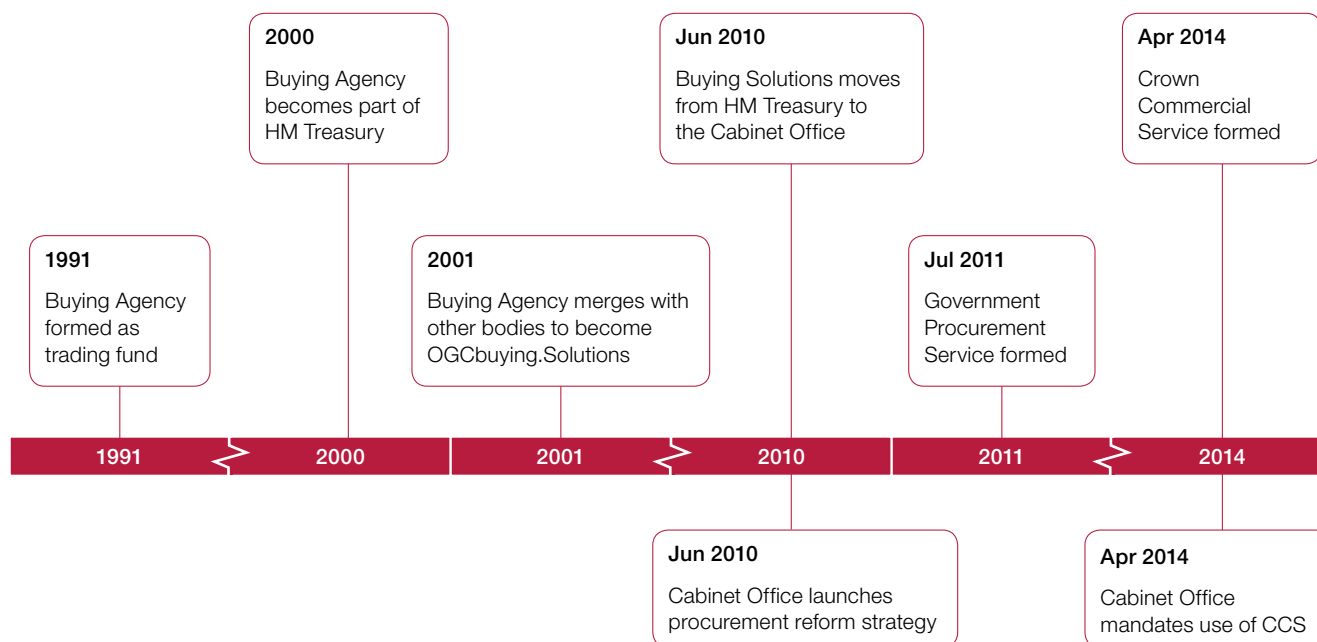 2000
Buying Agency
becomes part of
HM Treasury
Jun 2010
Buying Solutions moves
from HM Treasury to
the Cabinet Office
Apr 2014
Crown
Commercial
Service formed
1991
Buying Agency
formed as
trading fund
2001
Buying Agency merges with
other bodies to become
OGCbuying.Solutions
Jul 2011
Government
Procurement
Service formed
1991
2000
2001
2010
2011
2014
Jun 2010
Cabinet Office launches
procurement reform strategy
Apr 2014
Cabinet Office
mandates use of CCS